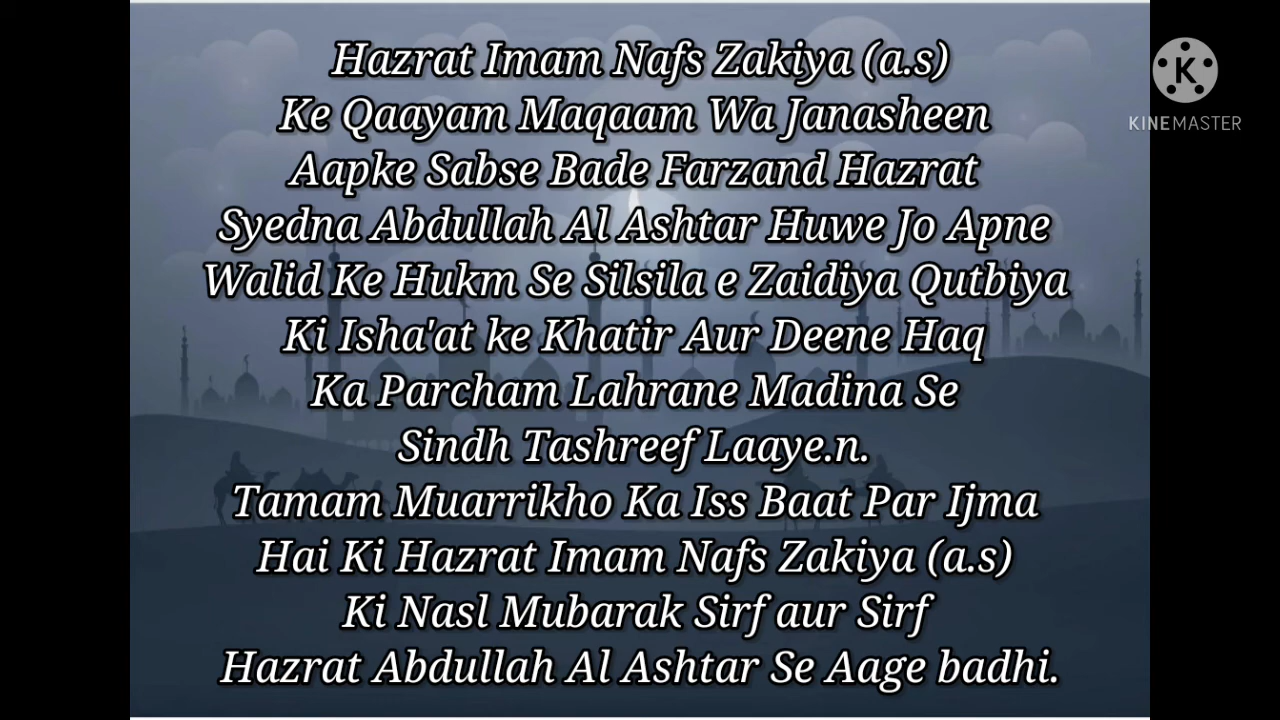 Hazrat Imam Nafs Zakiya (a.s)
Ke Qaayam Maqaam Wa Janasheen
Aapke Sabse Bade Farzand Hazrat
Syedna Abdullah Al Ashtar Huwe Jo Apne
Walid Ke Hukm Se Silsila e Zaidiya Qutbiya
Ki Isha'at ke Khatir Aur Deene Haq
Ka Parcham Lahrane Madina Se
Sindh Tashreef Laaye.n.
Tamam Muarrikho Ka Iss Baat Par Ijma
Hai Ki Hazrat Imam Nafs Zakiya (a.s)
Ki Nasl Mubarak Sirf aur Sirf
Hazrat Abdullah Al Ashtar Se Aage badhi.
K
KINEMASTER